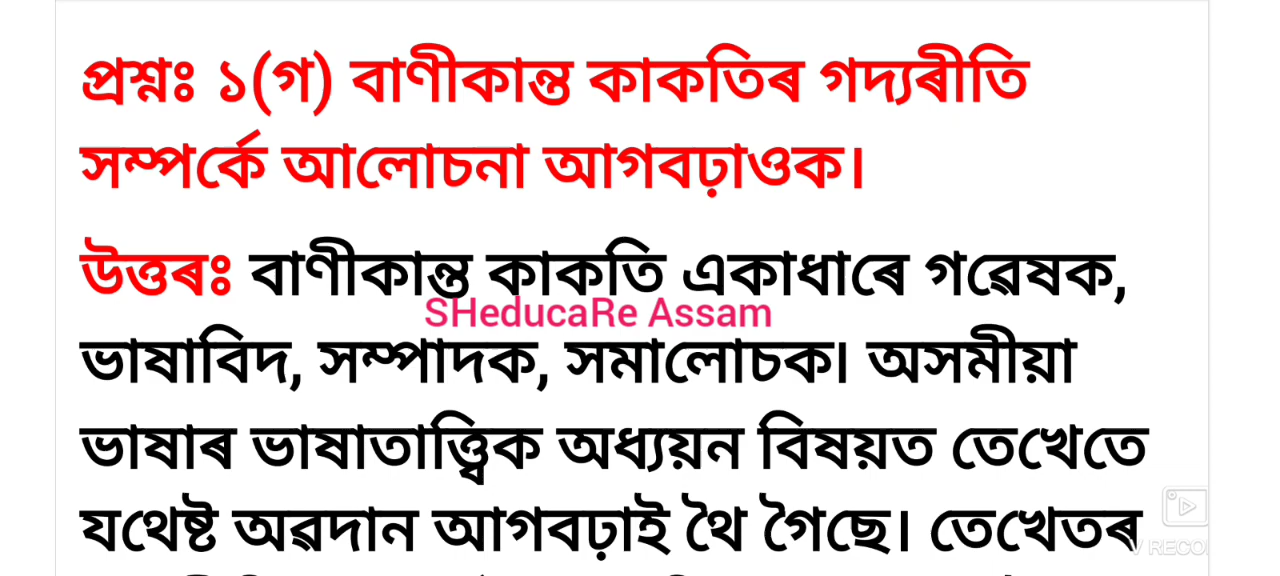 প্ৰশ্নঃ ১(গ) বাণীকান্ত কাকতিৰ গদ্যৰীতি
সম্পৰ্কে আলোচনা আগবঢ়াওক।
উত্তৰঃ বাণীকান্ত কাকতি একাধাৰে গৱেষক,
SHeducaRe Assam
ভাষাবিদ, সম্পাদক, সমালোচক। অসমীয়া
ভাষাৰ ভাষাতাত্ত্বিক অধ্যয়ন বিষয়ত তেখেতে
যথেষ্ট অৱদান আগবঢ়াই থৈ গৈছে। তেখেতৰ